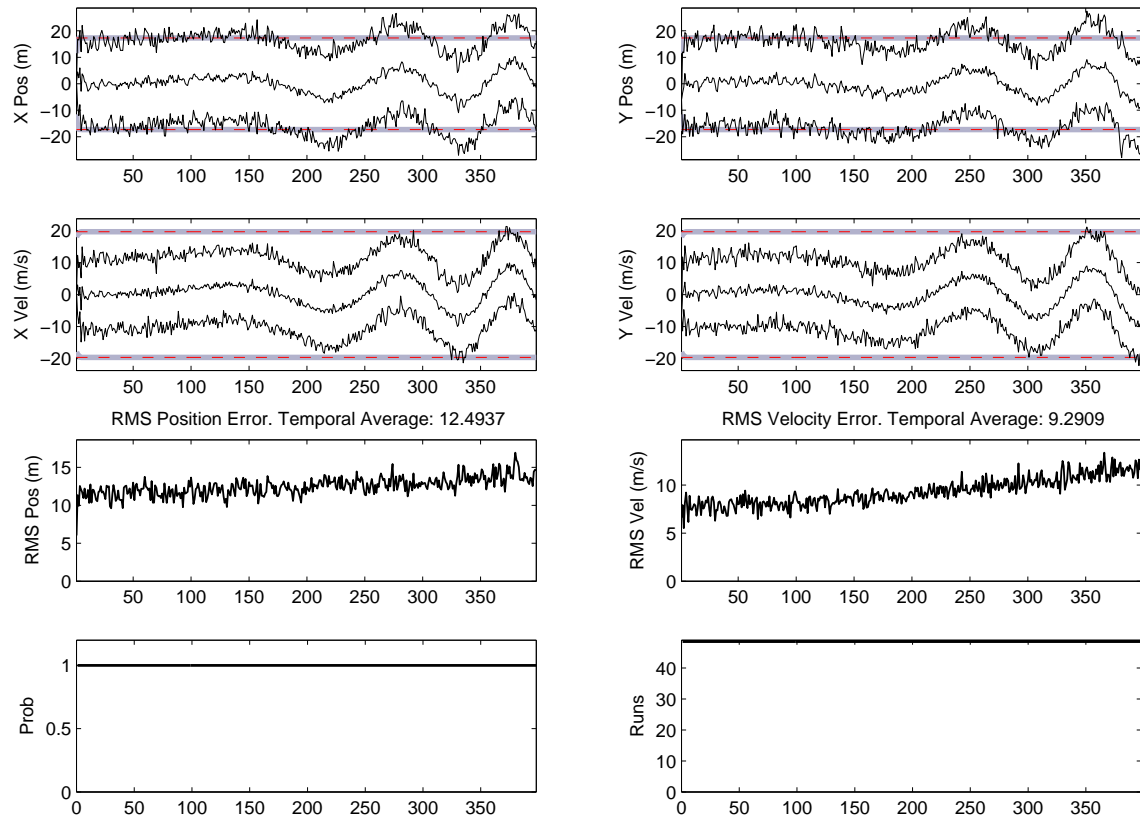 X Pos (m)
20
10
0
−10
−20
50 100 150 200 250 300 350
Y Pos (m)
20
10
0
−10
−20
50 100 150 200 250 300 350
X Vel (m/s)
20
10
0
−10
−20
50 100 150 200 250 300 350
Y Vel (m/s)
20
10
0
−10
−20
50 100 150 200 250 300 350
RMS Position Error. Temporal Average: 12.4937
RMS Pos (m)
15
10
5
0
50 100 150 200 250 300 350
RMS Velocity Error. Temporal Average: 9.2909
RMS Vel (m/s)
10
5
0
50 100 150 200 250 300 350
Prob
1
0.5
0
0 50 100 150 200 250 300 350
Runs
40
30
20
10
0
0 50 100 150 200 250 300 350